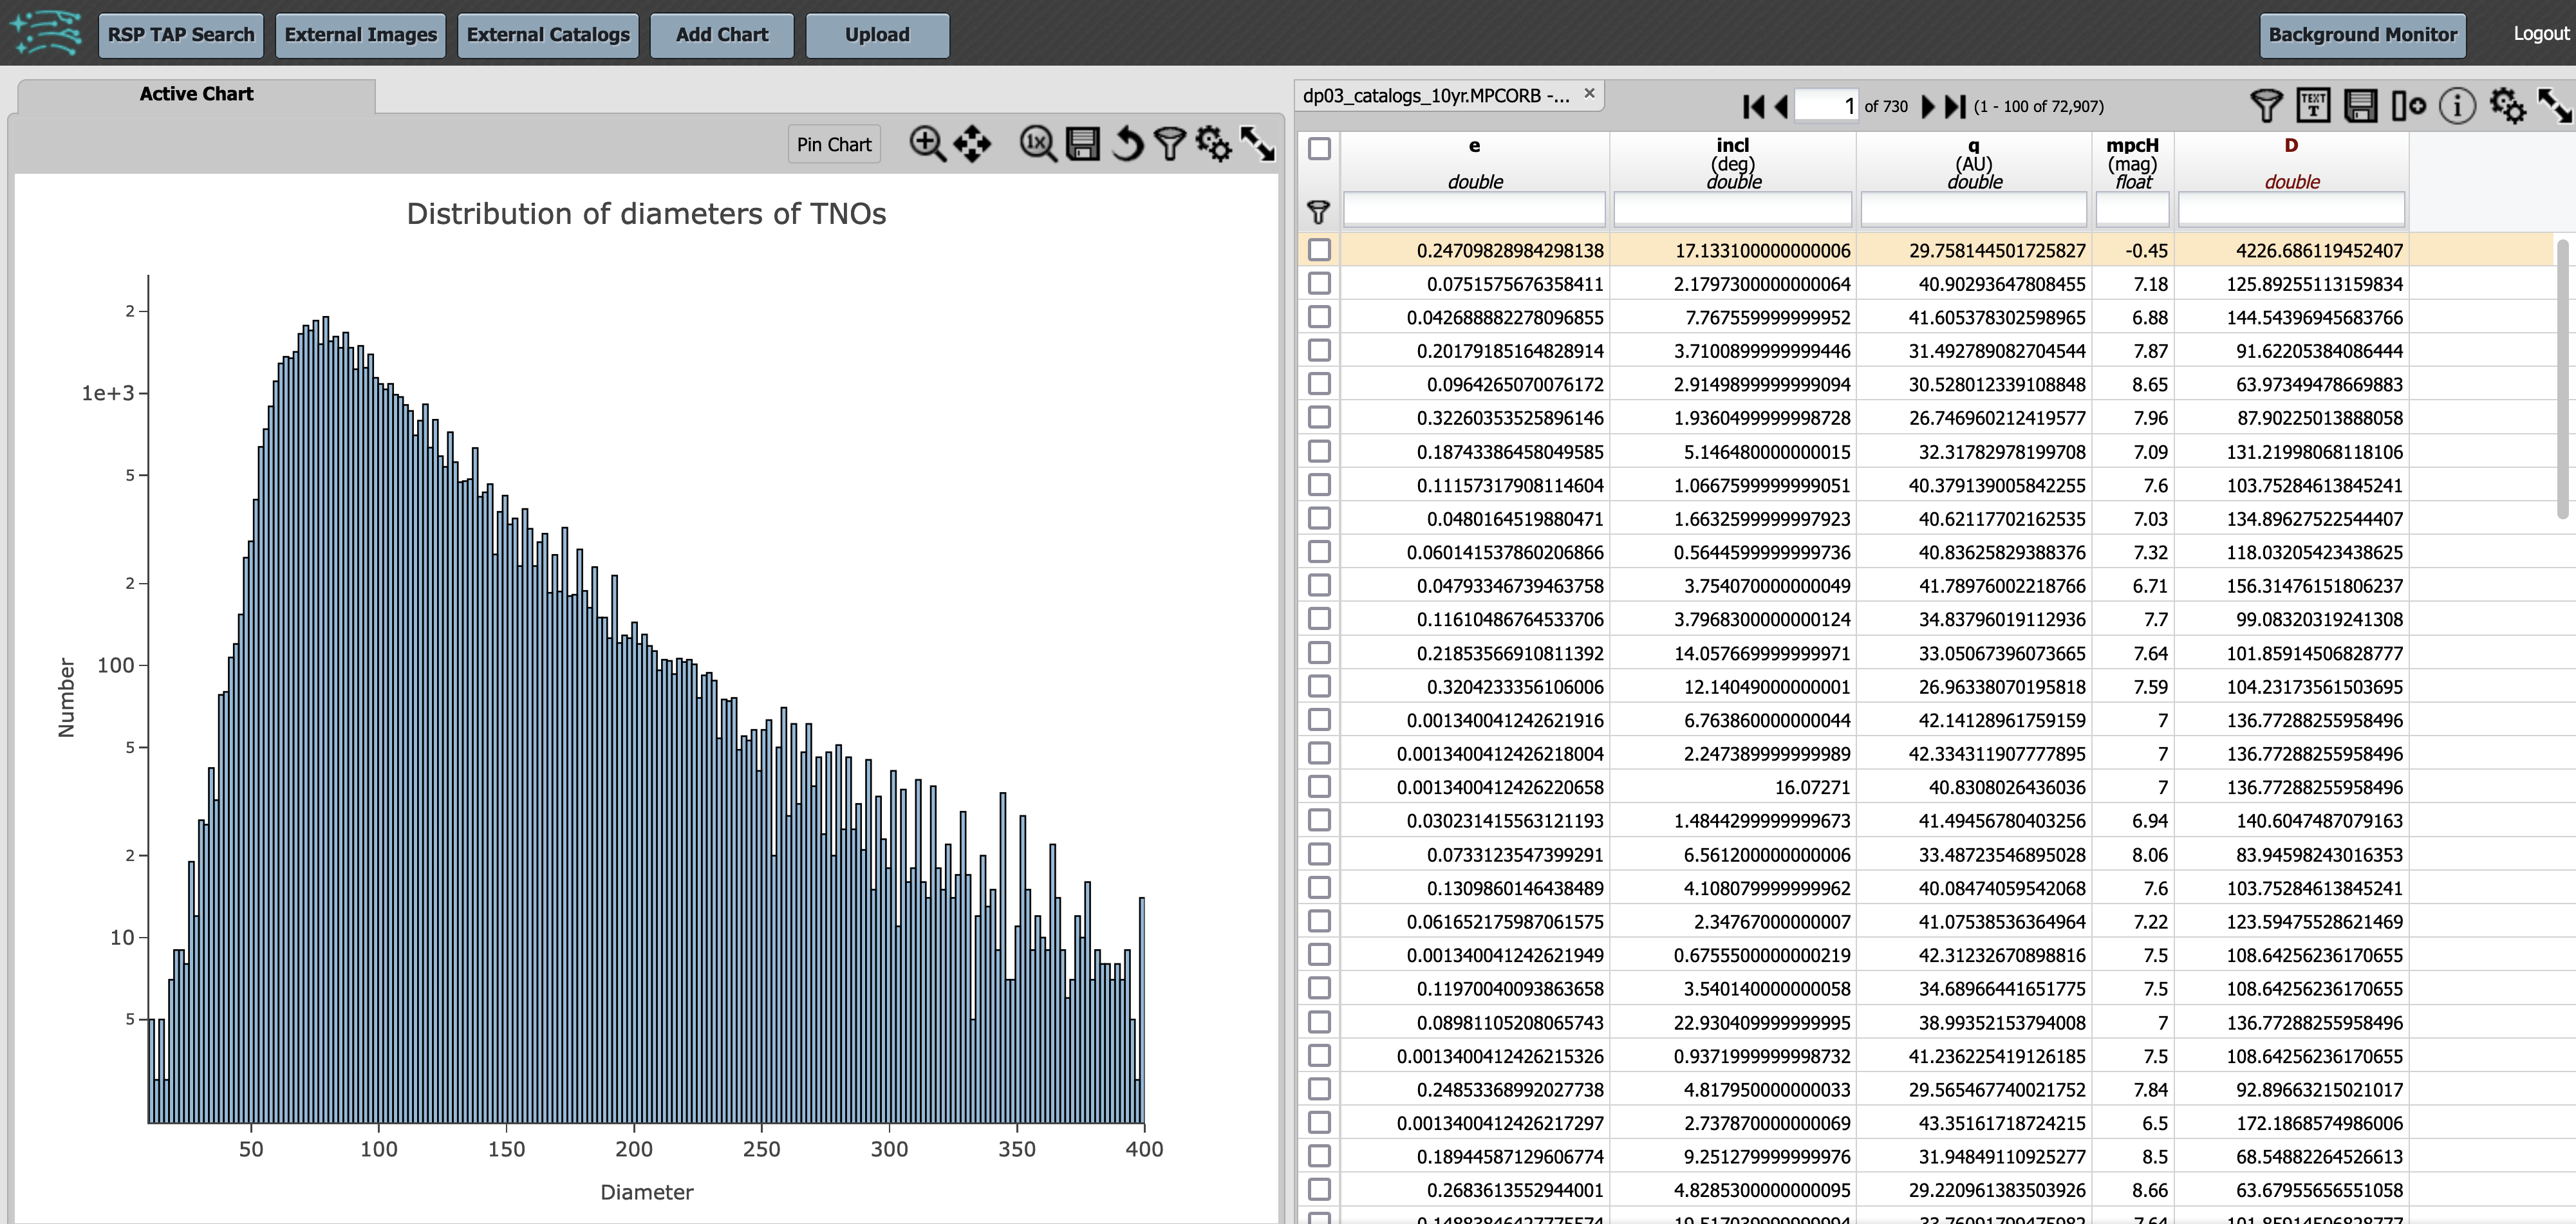 RSP TAP Search External Images External Catalogs Add Chart Upload Background Monitor Logout
Active Chart
Pin Chart 1x
Distribution of diameters of TNOs
2
1e+3
5
2
100
5
2
10
5
Number
50 100 150 200 250 300 350 400
Diameter
dp03_catalogs_10yr.MPCORB -... × 1 of 730 (1 - 100 of 72,907) TEXT T i
e incl q mpcH D
(deg) (AU) (mag)
double double double float double
0.24709828984298138 17.133100000000006 29.758144501725827 -0.45 4226.686119452407
0.0751575676358411 2.1797300000000064 40.90293647808455 7.18 125.89255113159834
0.042688882278096855 7.767559999999952 41.605378302598965 6.88 144.54396945683766
0.20179185164828914 3.7100899999999446 31.492789082704544 7.87 91.62205384086444
0.0964265070076172 2.9149899999999094 30.528012339108848 8.65 63.97349478669883
0.32260353525896146 1.9360499999998728 26.746960212419577 7.96 87.90225013888058
0.18743386458049585 5.146480000000015 32.31782978199708 7.09 131.21998068118106
0.11157317908114604 1.0667599999999051 40.379139005842255 7.6 103.75284613845241
0.0480164519880471 1.6632599999997923 40.62117702162535 7.03 134.89627522544407
0.060141537860206866 0.5644599999999736 40.83625829388376 7.32 118.03205423438625
0.04793346739463758 3.754070000000049 41.78976002218766 6.71 156.31476151806237
0.11610486764533706 3.7968300000000124 34.83796019112936 7.7 99.08320319241308
0.21853566910811392 14.057669999999971 33.05067396073665 7.64 101.85914506828777
0.3204233356106006 12.14049000000001 26.96338070195818 7.59 104.23173561503695
0.001340041242621916 6.763860000000044 42.14128961759159 7 136.77288255958496
0.0013400412426218004 2.247389999999989 42.334311907777895 7 136.77288255958496
0.0013400412426220658 16.07271 40.8308026436036 7 136.77288255958496
0.030231415563121193 1.4844299999999673 41.49456780403256 6.94 140.6047487079163
0.0733123547399291 6.561200000000006 33.48723546895028 8.06 83.94598243016353
0.1309860146438489 4.108079999999962 40.08474059542068 7.6 103.75284613845241
0.061652175987061575 2.347670000000007 41.07538536364964 7.22 123.59475528621469
0.001340041242621949 0.6755500000000219 42.31232670898816 7.5 108.64256236170655
0.11970040093863658 3.540140000000058 34.68966441651775 7.5 108.64256236170655
0.08981105208065743 22.930409999999995 38.99352153794008 7 136.77288255958496
0.0013400412426215326 0.9371999999998732 41.236225419126185 7.5 108.64256236170655
0.24853368992027738 4.817950000000033 29.565467740021752 7.84 92.89663215021017
0.0013400412426217297 2.737870000000069 43.35161718724215 6.5 172.1868574986006
0.18944587129606774 9.251279999999976 31.94849110925277 8.5 68.54882264526613
0.2683613552944001 4.8285300000000095 29.220961383503926 8.66 63.67955656551058